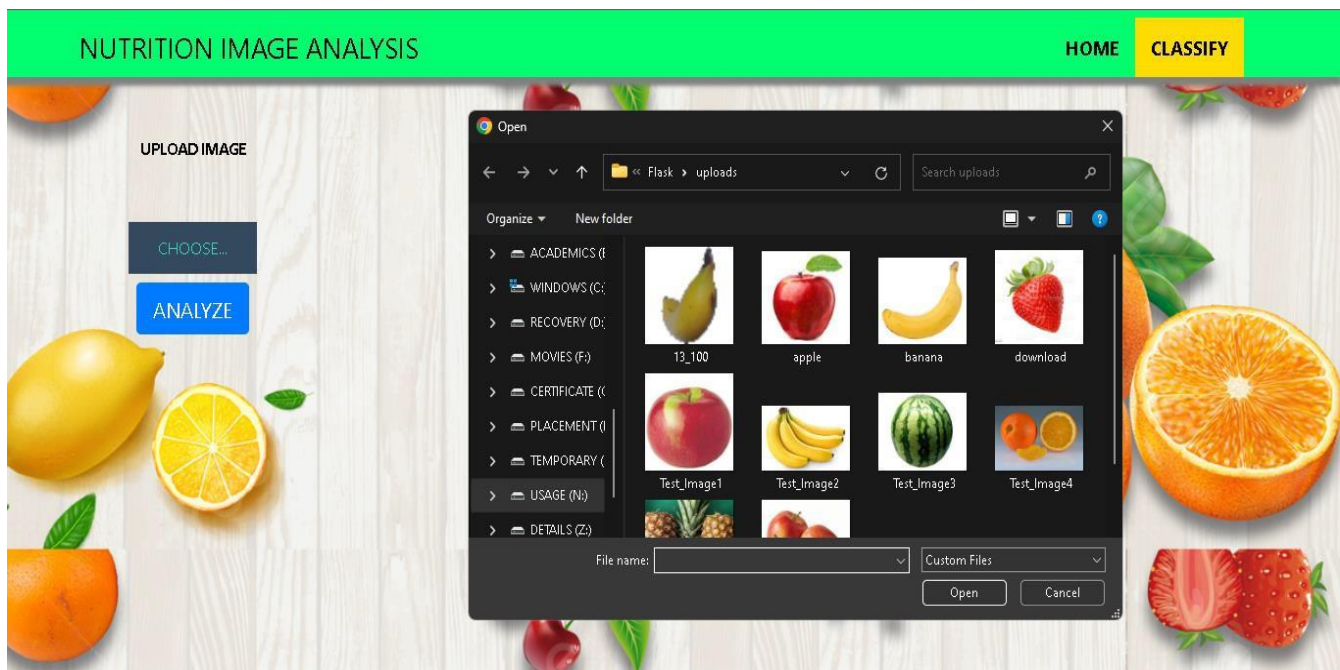 NUTRITION IMAGE ANALYSIS
HOME
CLASSIFY
UPLOAD IMAGE
CHOOSE...
ANALYZE
Open
« Flask › uploads
Search uploads
Organize
New folder
ACADEMICS (
WINDOWS (C:
RECOVERY (D:
MOVIES (F:)
CERTIFICATE (
PLACEMENT (
TEMPORARY (
USAGE (N:)
DETAILS (Z:)
13_100
apple
banana
download
Test_Image1
Test_Image2
Test_Image3
Test_Image4
File name:
Custom Files
Open
Cancel